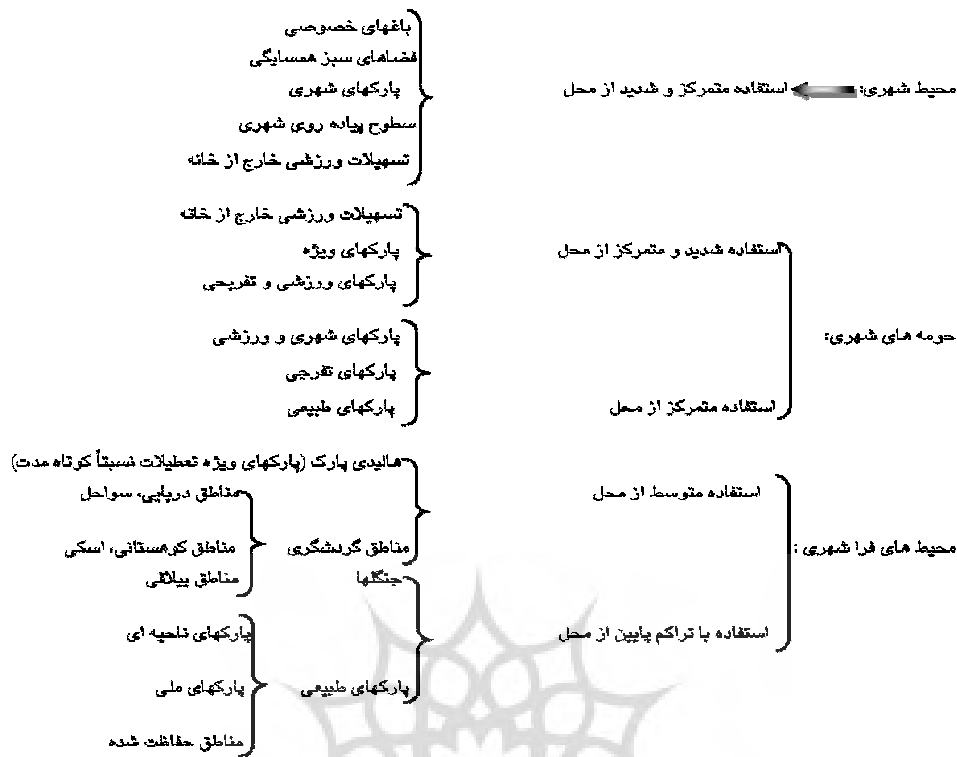 محیط شهری: استفاده متمرکز و شدید از محل
باغهای خصوصی
فضاهای سبز همسایگی
پارکهای شهری
سطوح پیاده روی شهری
تسهیلات ورزشی خارج از خانه
حومه های شهری:
استفاده شدید و متمرکز از محل
تسهیلات ورزشی خارج از خانه
پارکهای ویژه
پارکهای ورزشی و تفریحی
استفاده متمرکز از محل
پارکهای شهری و ورزشی
پارکهای تفرجی
پارکهای طبیعی
محیط های فرا شهری :
استفاده متوسط از محل
هالیدی پارک (پارکهای ویژه تعطیلات نسبتاً کوتاه مدت)
مناطق گردشگری
مناطق دریایی، سواحل
مناطق کوهستانی، اسکی
مناطق ییلاقی
استفاده با تراکم پایین از محل
جنگلها
پارکهای طبیعی
پارکهای ناحیه ای
پارکهای ملی
مناطق حفاظت شده